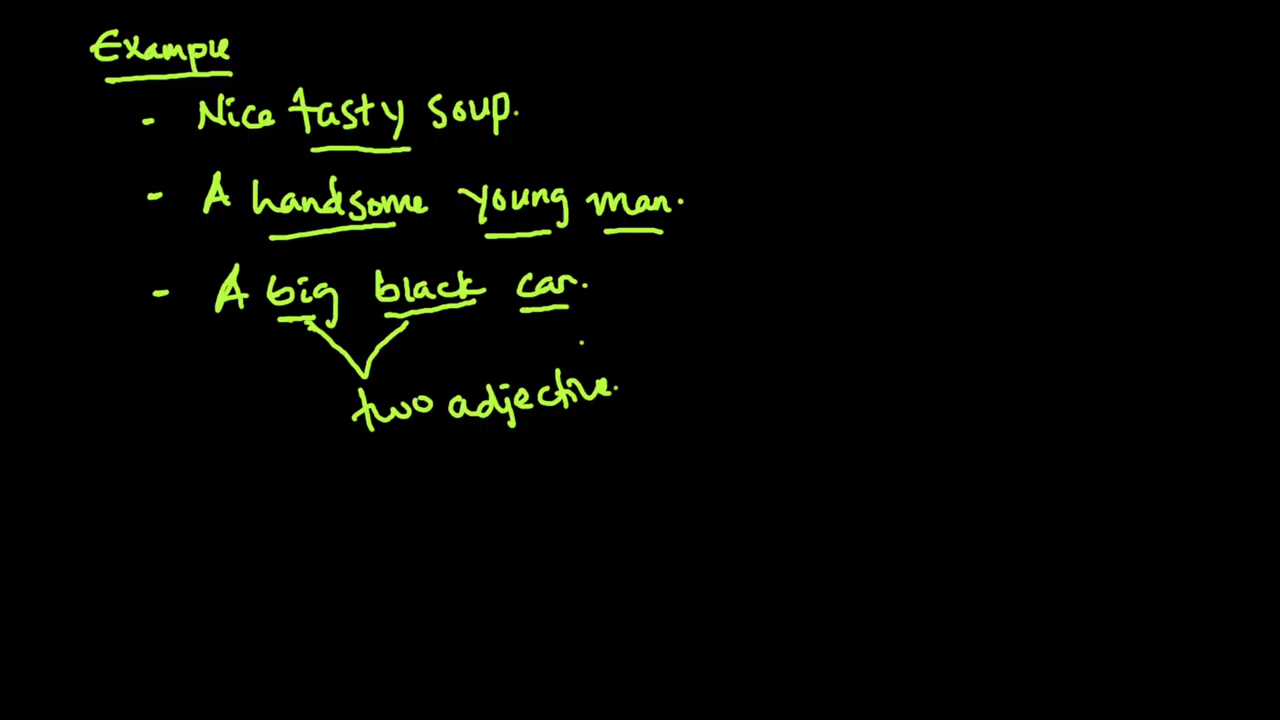 Example
- Nice tasty soup.
- A handsome young man.
- A big black car.
two adjective.